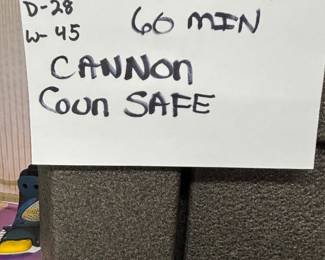 D-28
W-45
60 MIN
CANNON
Coun SAFE